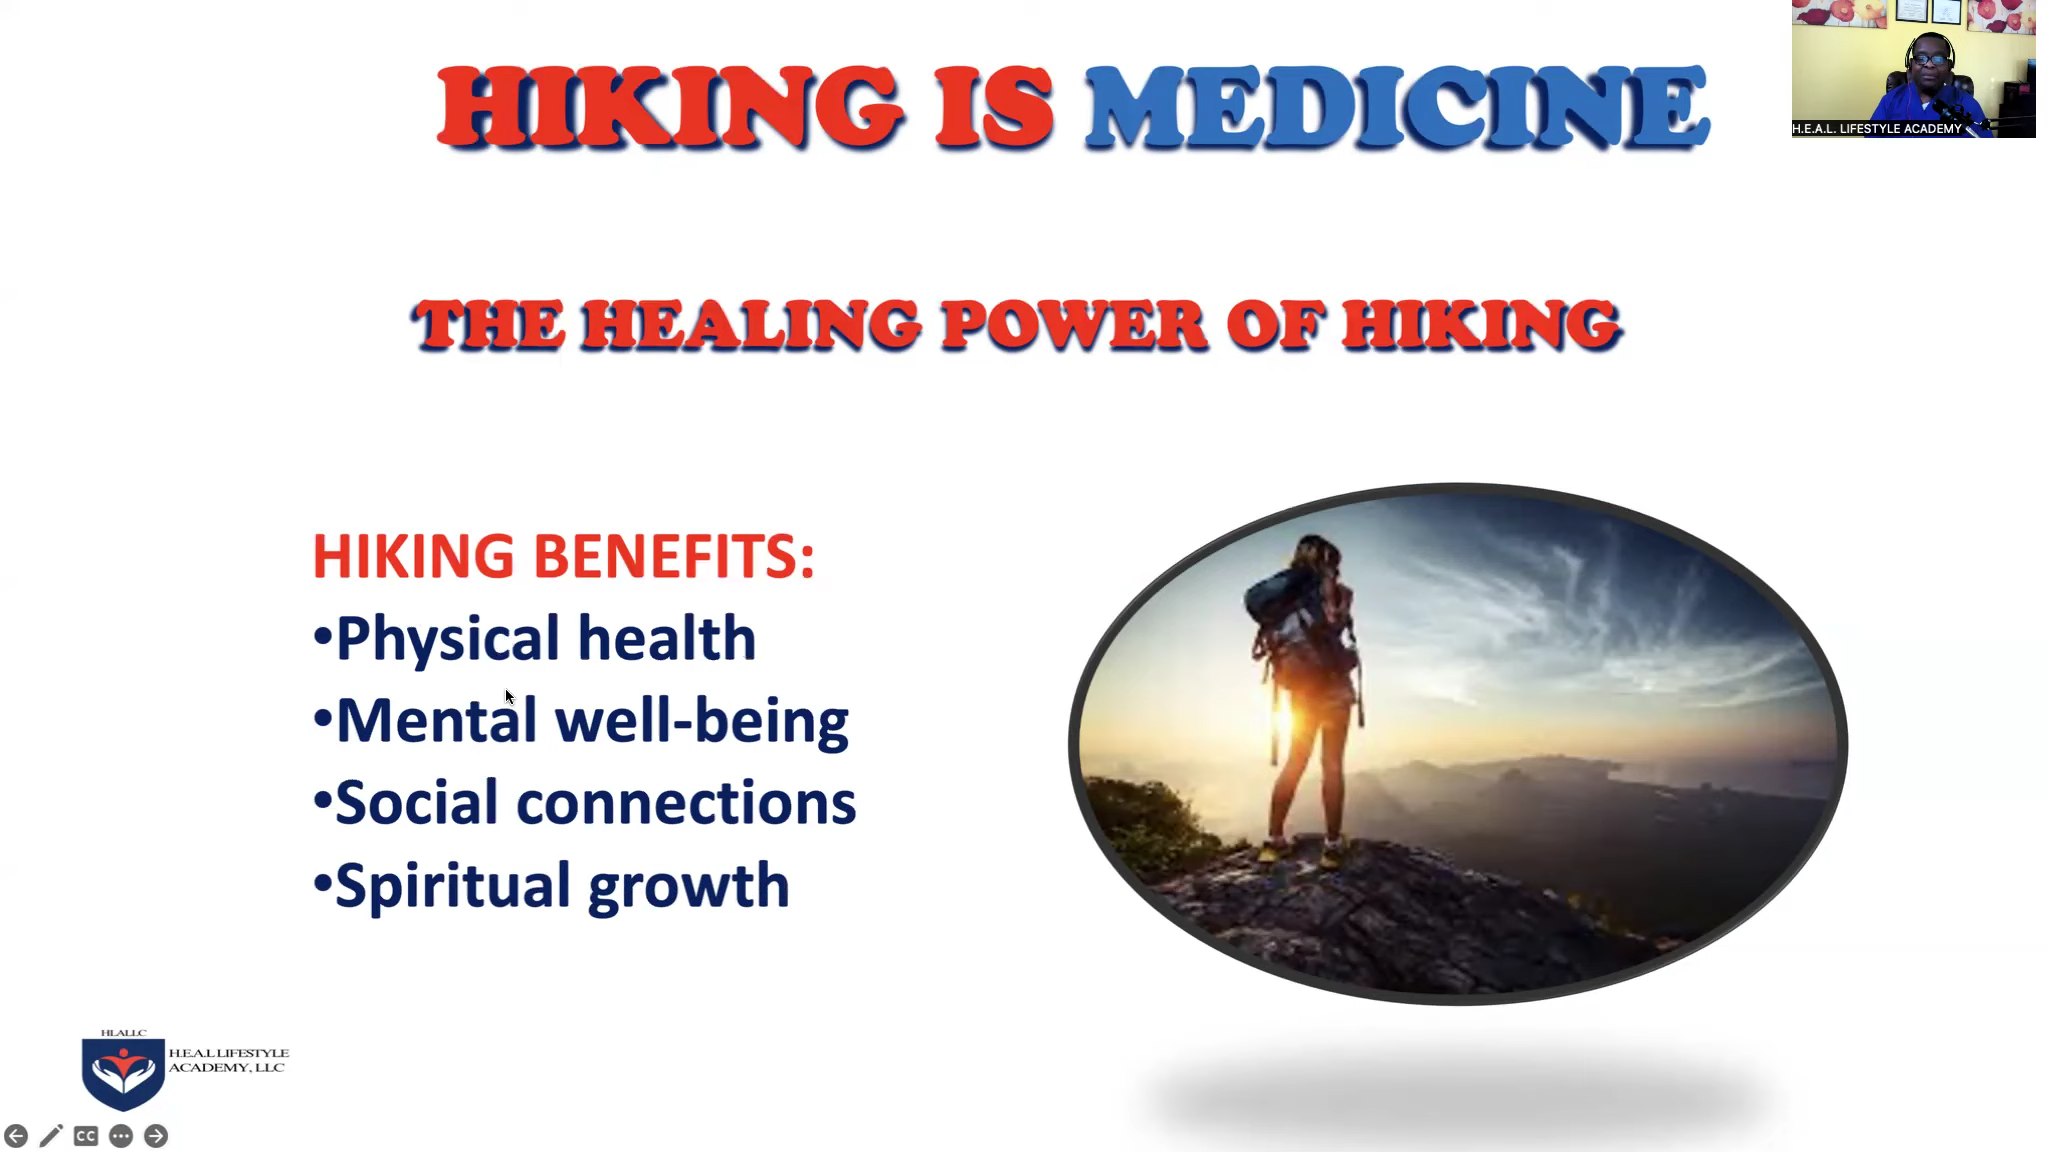 HIKING IS MEDICINE
H.E.A.L. LIFESTYLE ACADEMY
THE HEALING POWER OF HIKING
HIKING BENEFITS:
•Physical health
•Mental well-being
•Social connections
•Spiritual growth
HLALLC
H.E.A.L LIFESTYLE
ACADEMY, LLC
CC